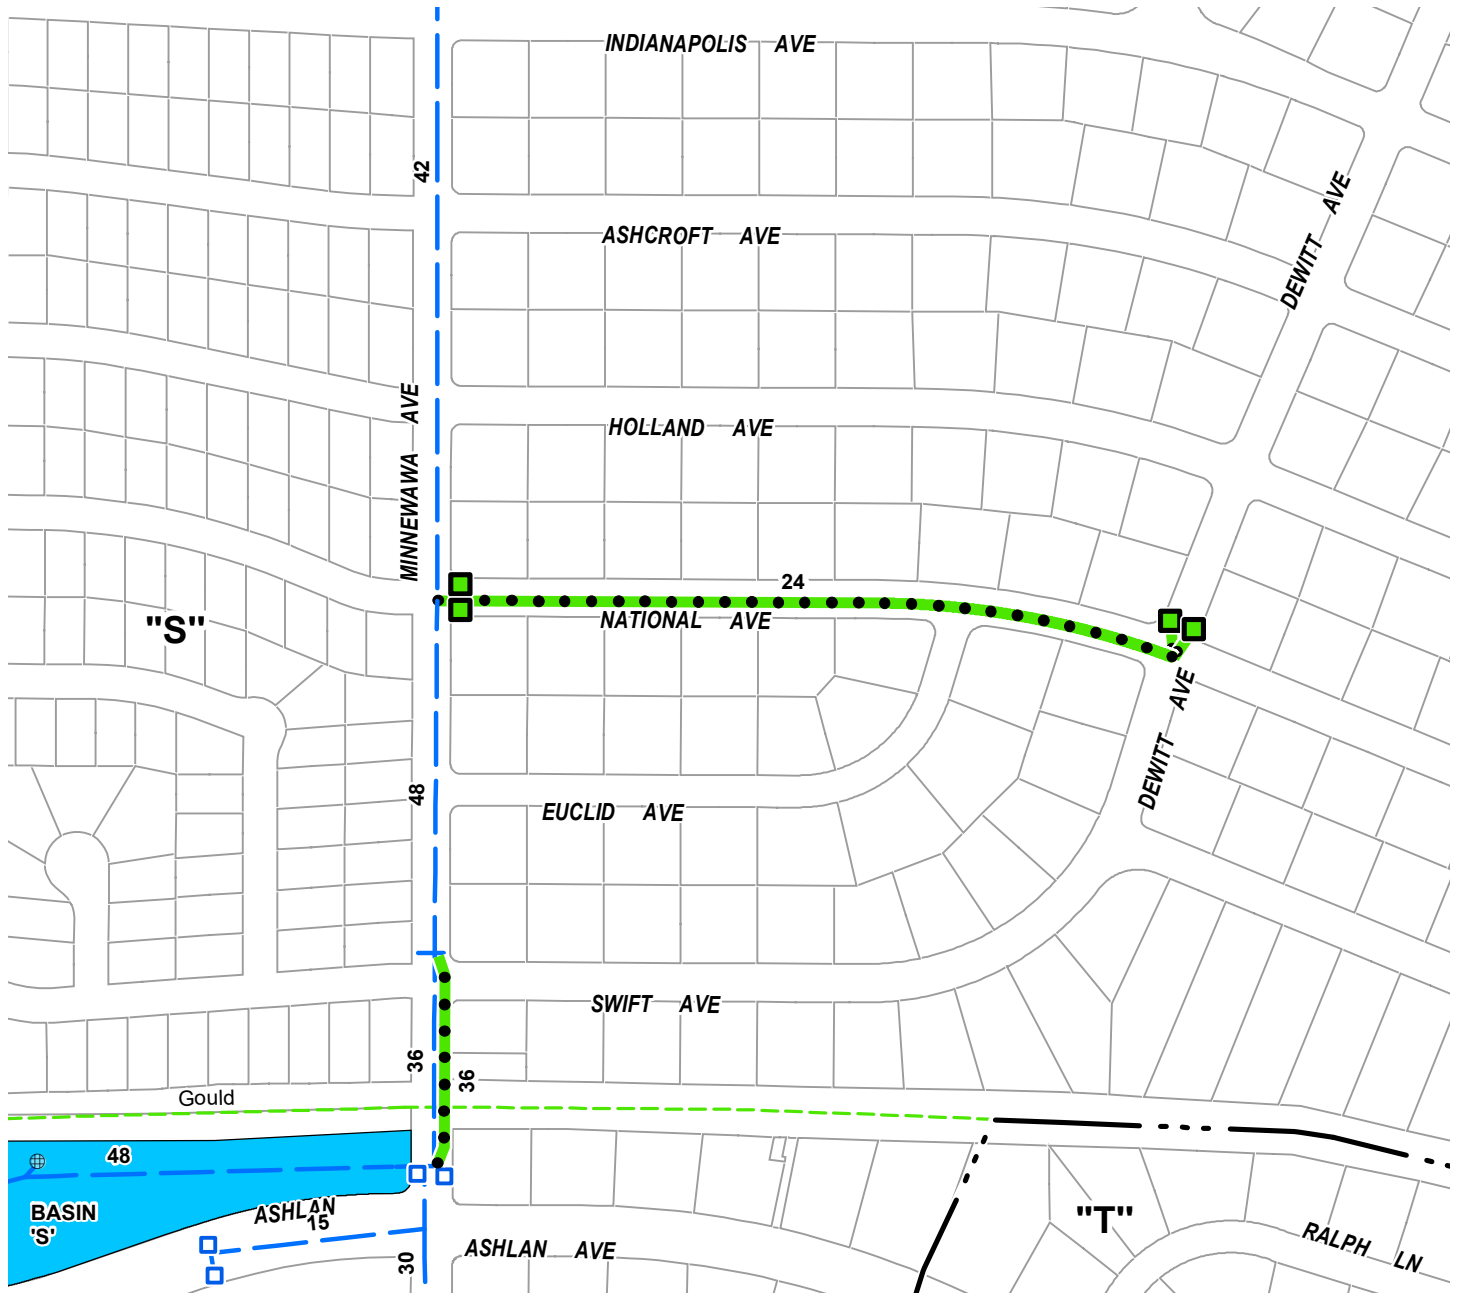 INDIANAPOLIS AVE
42
DEWITT AVE
ASHCROFT AVE
MINNEWAWA AVE
HOLLAND AVE
24
NATIONAL AVE
"S"
DEWITT AVE
48
EUCLID AVE
SWIFT AVE
36
36
Gould
48
BASIN
'S'
ASHLAN
15
30
ASHLAN AVE
"T"
RALPH LN